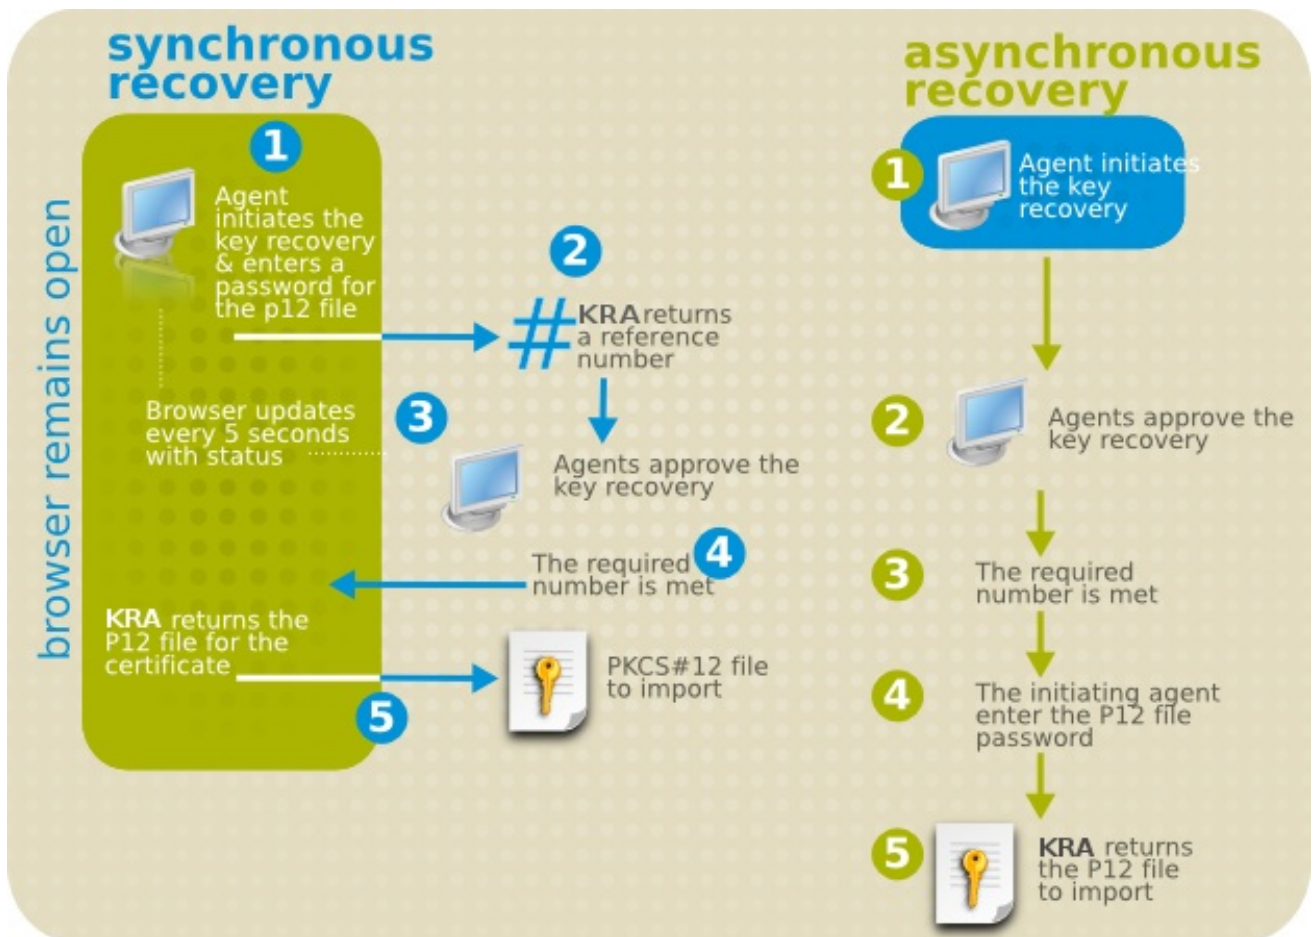 synchronous
recovery
browser remains open
1
Agent
initiates the
key recovery
& enters a
password for
the p12 file
2
#
KRA returns
a reference
number
Browser updates
every 5 seconds
with status
3
Agents approve the
key recovery
4
The required
number is met
KRA returns the
P12 file for the
certificate
5
PKCS#12 file
to import
asynchronous
recovery
1
Agent initiates
the key
recovery
2
Agents approve the
key recovery
3
The required
number is met
4
The initiating agent
enter the P12 file
password
5
KRA returns
the P12 file
to import